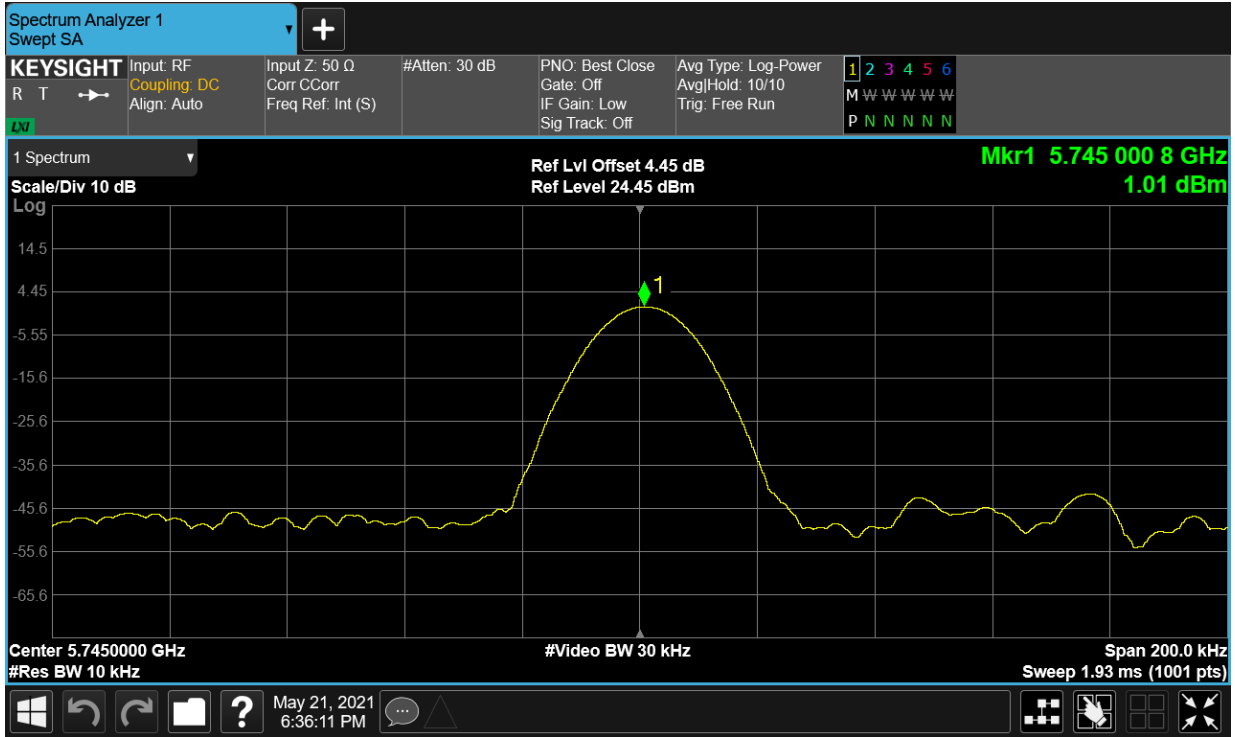 Spectrum Analyzer 1
Swept SA
▼
+
KEYSIGHT
R T
LXI
Input: RF
Coupling: DC
Align: Auto
Input Z: 50 Ω
Corr CCorr
Freq Ref: Int (S)
#Atten: 30 dB
PNO: Best Close
Gate: Off
IF Gain: Low
Sig Track: Off
Avg Type: Log-Power
Avg|Hold: 10/10
Trig: Free Run
1 2 3 4 5 6
M W W W W W
P N N N N N
1 Spectrum ▼
Scale/Div 10 dB
Log
Ref Lvl Offset 4.45 dB
Ref Level 24.45 dBm
Mkr1 5.745 000 8 GHz
1.01 dBm
1
14.5
4.45
-5.55
-15.6
-25.6
-35.6
-45.6
-55.6
-65.6
Center 5.7450000 GHz
#Res BW 10 kHz
#Video BW 30 kHz
Span 200.0 kHz
Sweep 1.93 ms (1001 pts)
?
May 21, 2021
6:36:11 PM